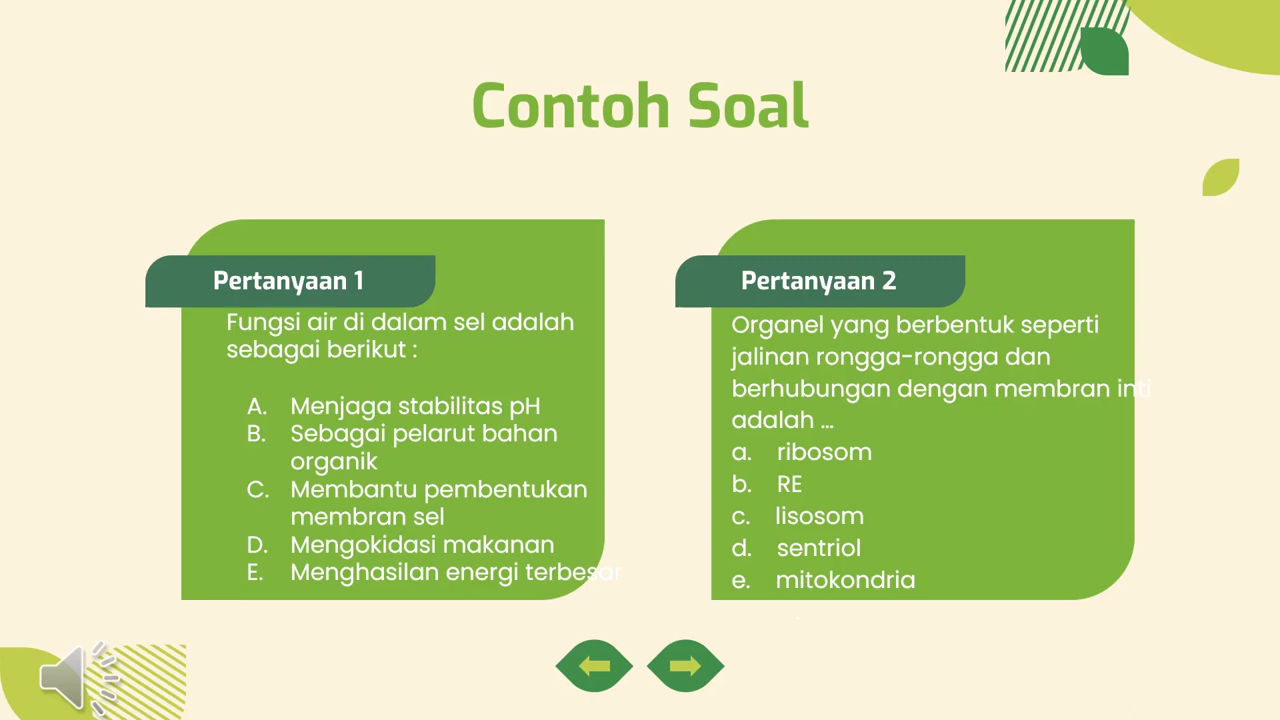 Contoh Soal
Pertanyaan 1
Fungsi air di dalam sel adalah
sebagai berikut :
A. Menjaga stabilitas pH
B. Sebagai pelarut bahan
organik
C. Membantu pembentukan
membran sel
D. Mengokidasi makanan
E. Menghasilan energi terbesar
Pertanyaan 2
Organel yang berbentuk seperti
jalinan rongga-rongga dan
berhubungan dengan membran inti
adalah ...
a. ribosom
b. RE
c. lisosom
d. sentriol
e. mitokondria